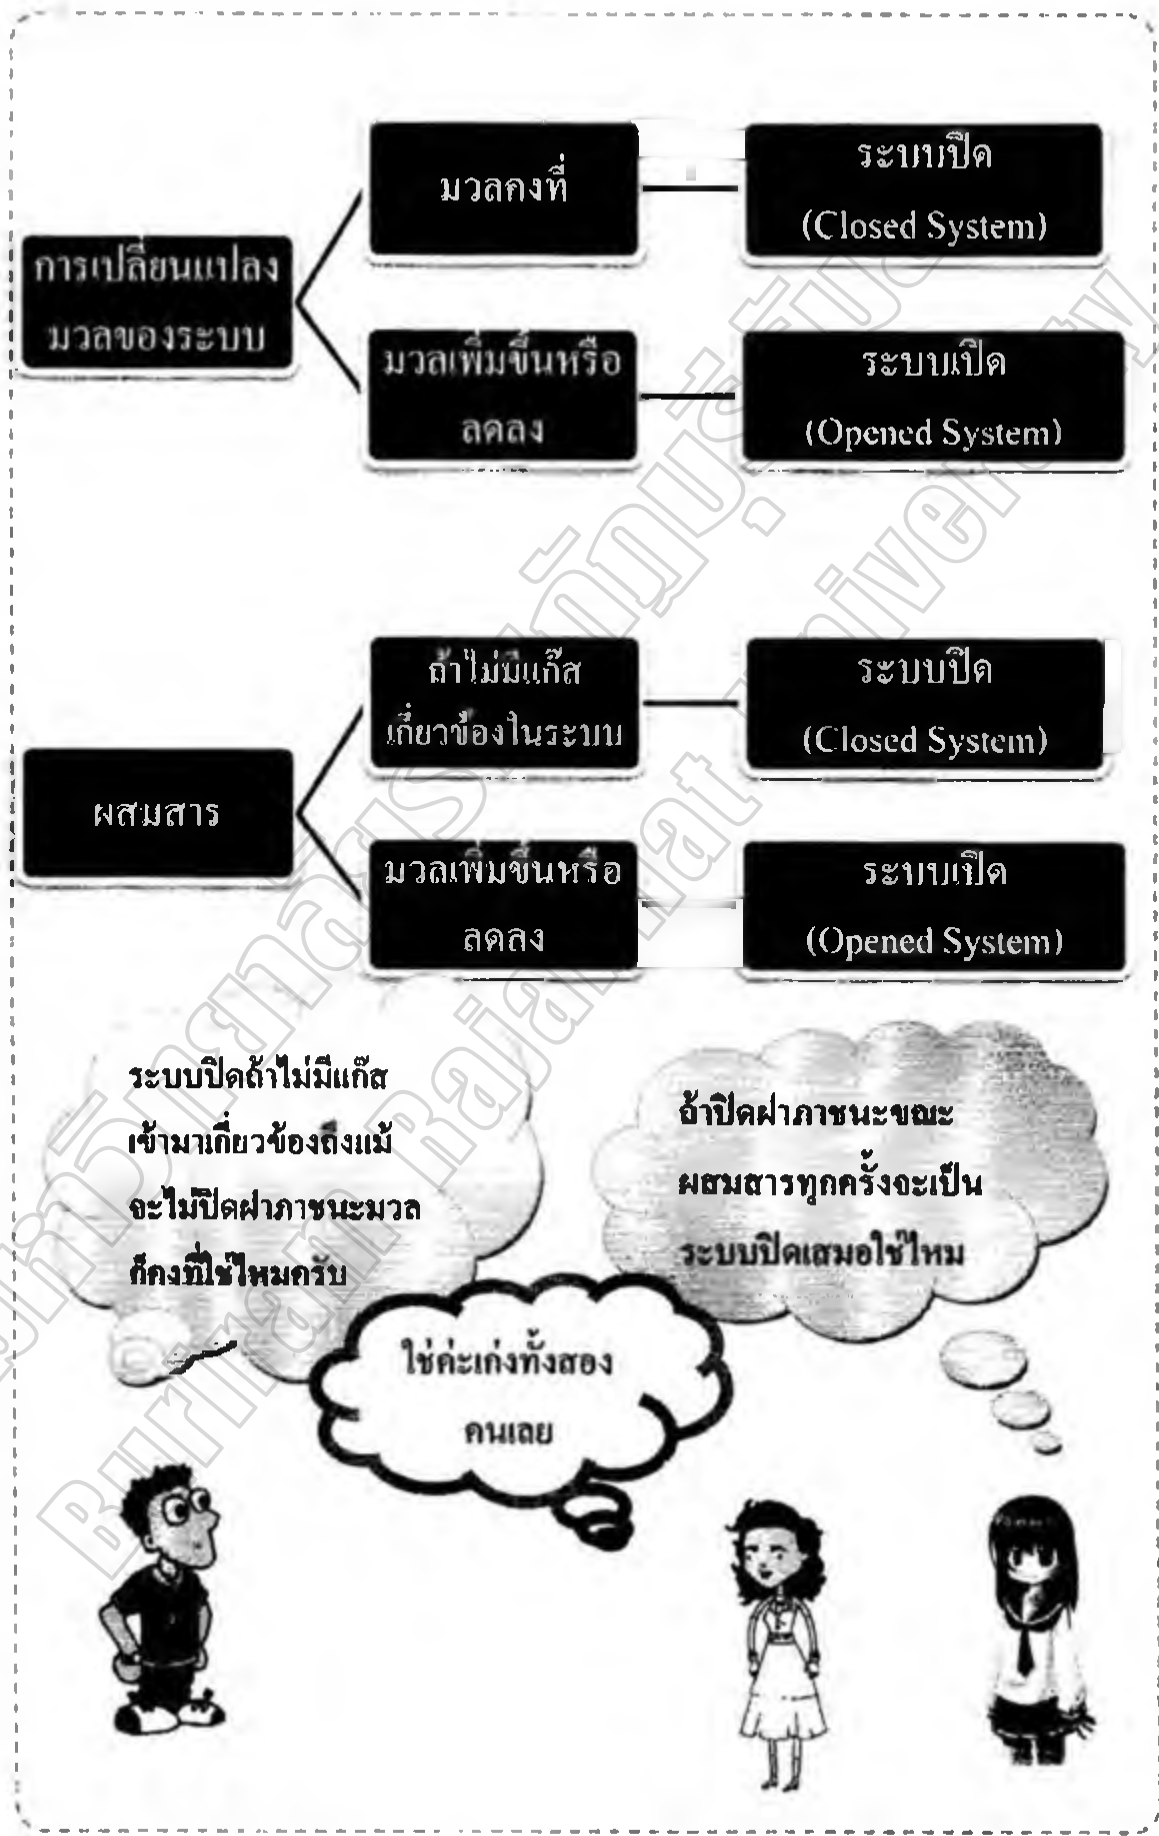 มวลคงที่
ระบบปิด
(Closed System)
การเปลี่ยนแปลง
มวลของระบบ
มวลเพิ่มขึ้นหรือ
ลดลง
ระบบเปิด
(Opened System)
ถ้าไม่มีแก๊ส
เกี่ยวข้องในระบบ
ระบบปิด
(Closed System)
ผสมสาร
มวลเพิ่มขึ้นหรือ
ลดลง
ระบบเปิด
(Opened System)
ระบบปิดถ้าไม่มีแก๊ส
เข้ามาเกี่ยวข้องถึงแม้
จะไม่ปิดฝาภาชนะมวล
ก็คงที่ใช่ไหมครับ
ถ้าปิดฝาภาชนะขณะ
ผสมสารทุกครั้งจะเป็น
ระบบปิดเสมอใช่ไหม
ใช่ค่ะเก่งทั้งสอง
คนเลย
Buriram Rajabhat University